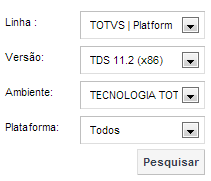 Linha : TOTVS | Platform
Versão: TDS 11.2 (x86)
Ambiente: TECNOLOGIA TOT
Plataforma: Todos
Pesquisar